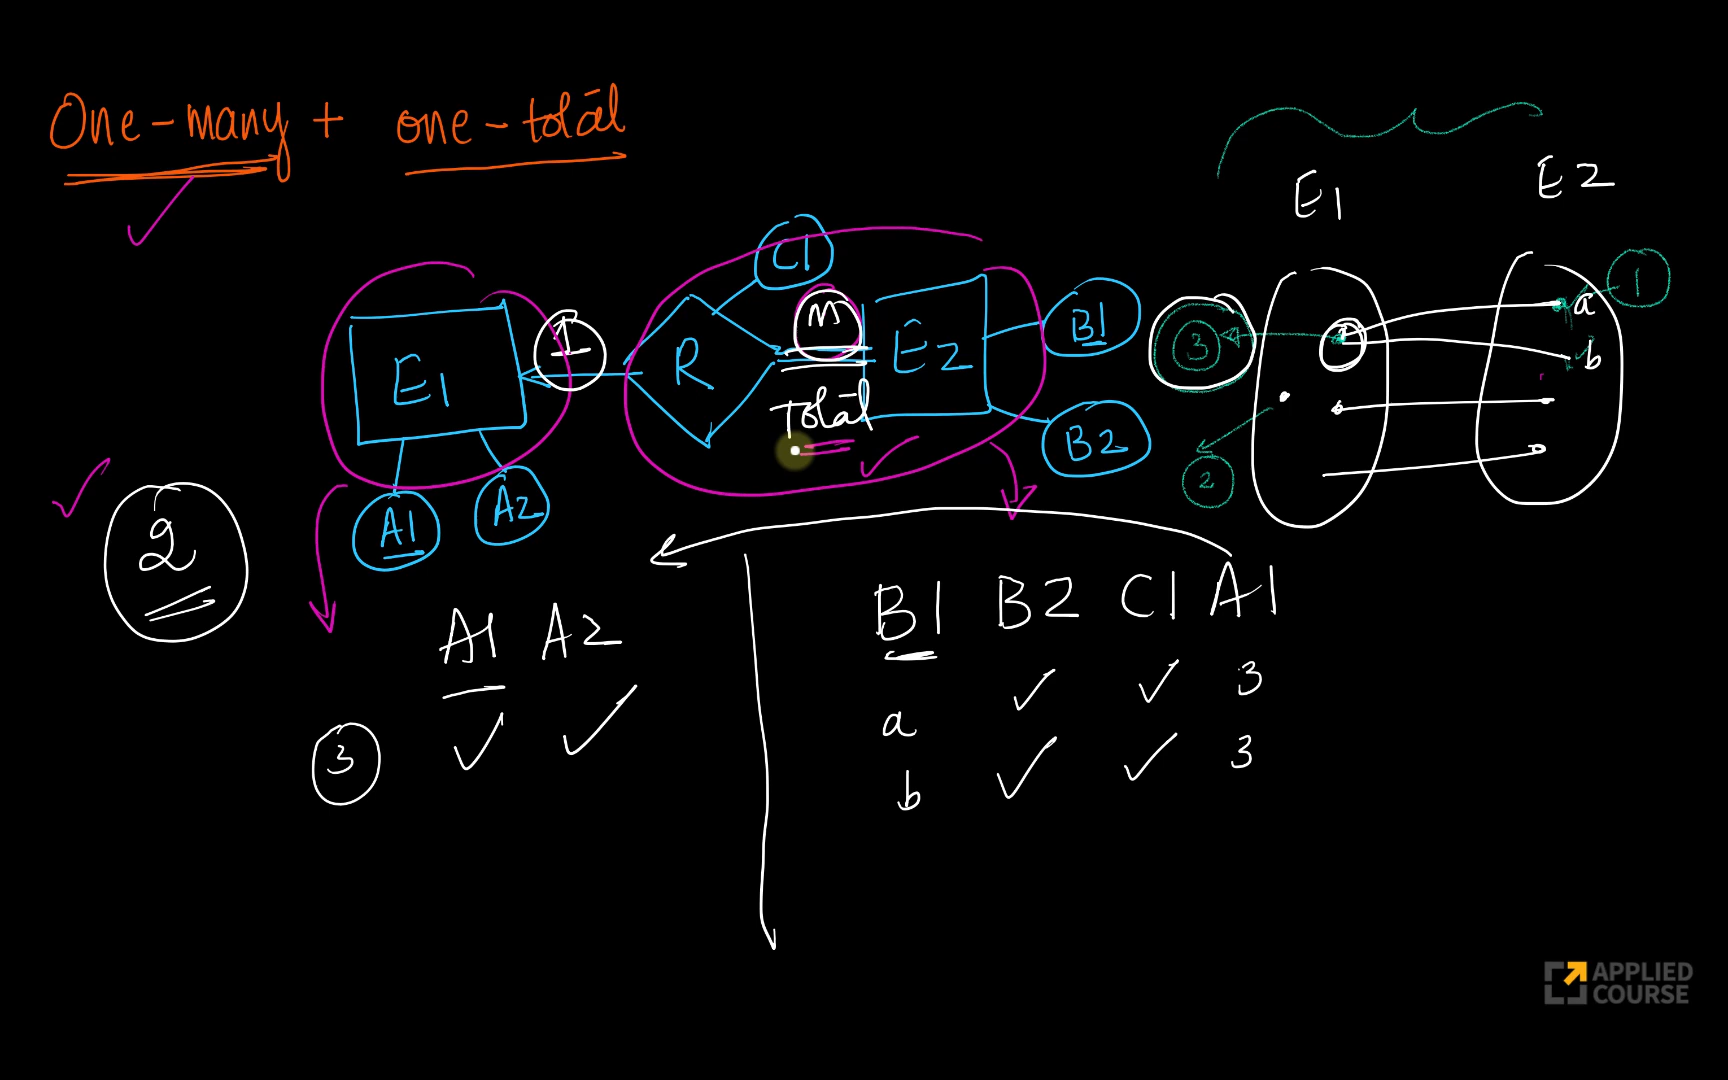 One-many + one-total
E1 E2
C1
1 m a
I B1
E1 R E2 3 b
Total
B2
2
A1 A2
2
B1 B2 C1 A1
A1 A2
a 3
3 b 3
APPLIED
COURSE